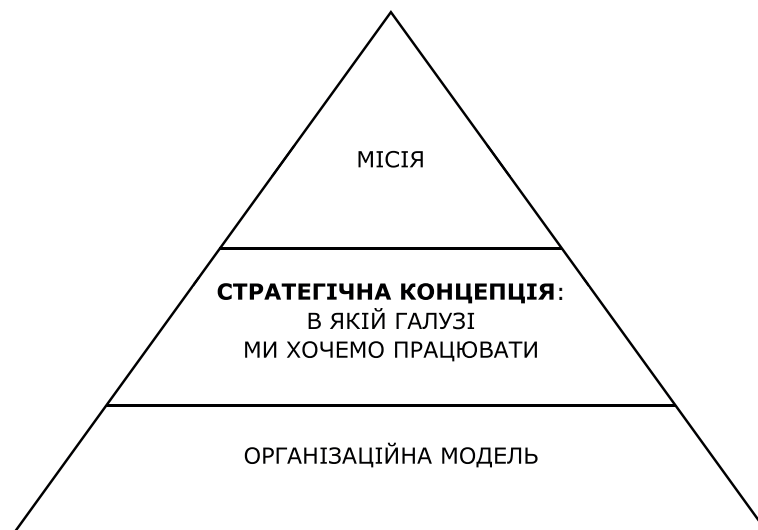 МІСІЯ
СТРАТЕГІЧНА КОНЦЕПЦІЯ:
В ЯКІЙ ГАЛУЗІ
МИ ХОЧЕМО ПРАЦЮВАТИ
ОРГАНІЗАЦІЙНА МОДЕЛЬ